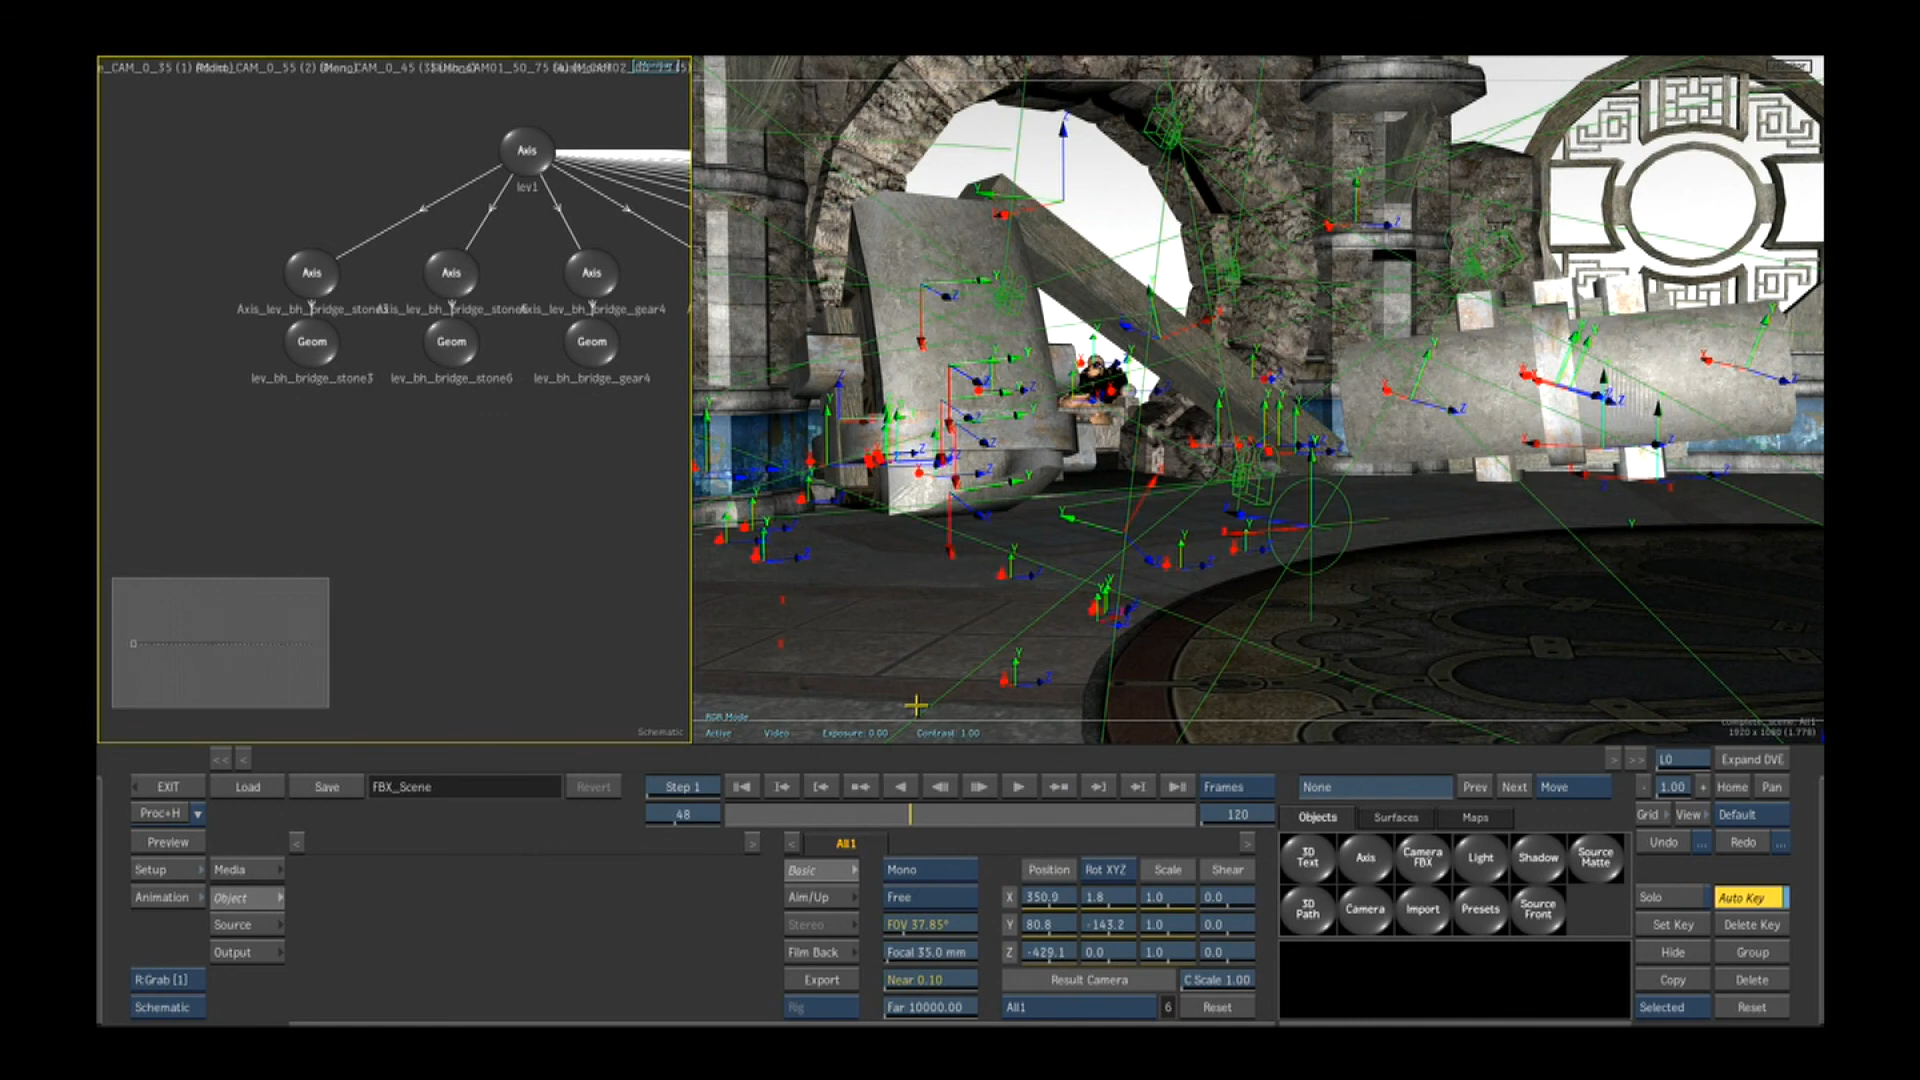 Axis
lev1
Axis Axis Axis
Axis_lev_bh_bridge_stone3 Axis_lev_bh_bridge_stone6 Axis_lev_bh_bridge_gear4
Geom Geom Geom
lev_bh_bridge_stone3 lev_bh_bridge_stone6 lev_bh_bridge_gear4
Schematic
RGB Mode
Active Video Exposure: 0.00 Contrast: 1.00
1920 x 1080 (1.778)
<< < > >> L0 Expand DVE
EXIT Load Save FBX_Scene Revert Step 1 Frames None Prev Next Move - 1.00 + Home Pan
Proc+H 48 120 Objects Surfaces Maps Grid View Default
Preview < > < All1 > Undo ... Redo ...
3D Text Axis Camera FBX Light Shadow Source Matte
Setup Media Basic Mono Position Rot XYZ Scale Shear
Animation Object Aim/Up Free X 350.9 1.8 1.0 0.0 Solo Auto Key
3D Path Camera Import Presets Source Front
Source Stereo FOV 37.85° Y 80.8 -143.2 1.0 0.0 Set Key Delete Key
Output Film Back Focal 35.0 mm Z -429.1 0.0 1.0 0.0 Hide Group
R:Grab [1] Export Near 0.10 Result Camera C Scale 1.00 Copy Delete
Schematic Rig Far 10000.00 All1 6 Reset Selected Reset